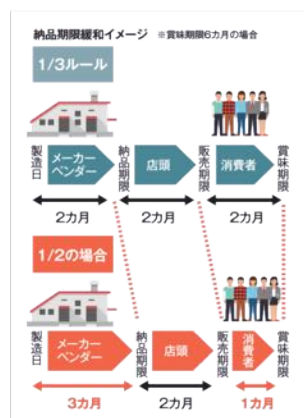 納品期限緩和イメージ ※賞味期限6カ月の場合
1/3ルール
製造日
メーカー
ベンダー
納品期限
店頭
販売期限
消費者
賞味期限
2カ月
2カ月
2カ月
1/2の場合
製造日
メーカー
ベンダー
納品期限
店頭
販売期限
消費者
賞味期限
3カ月
2カ月
1カ月